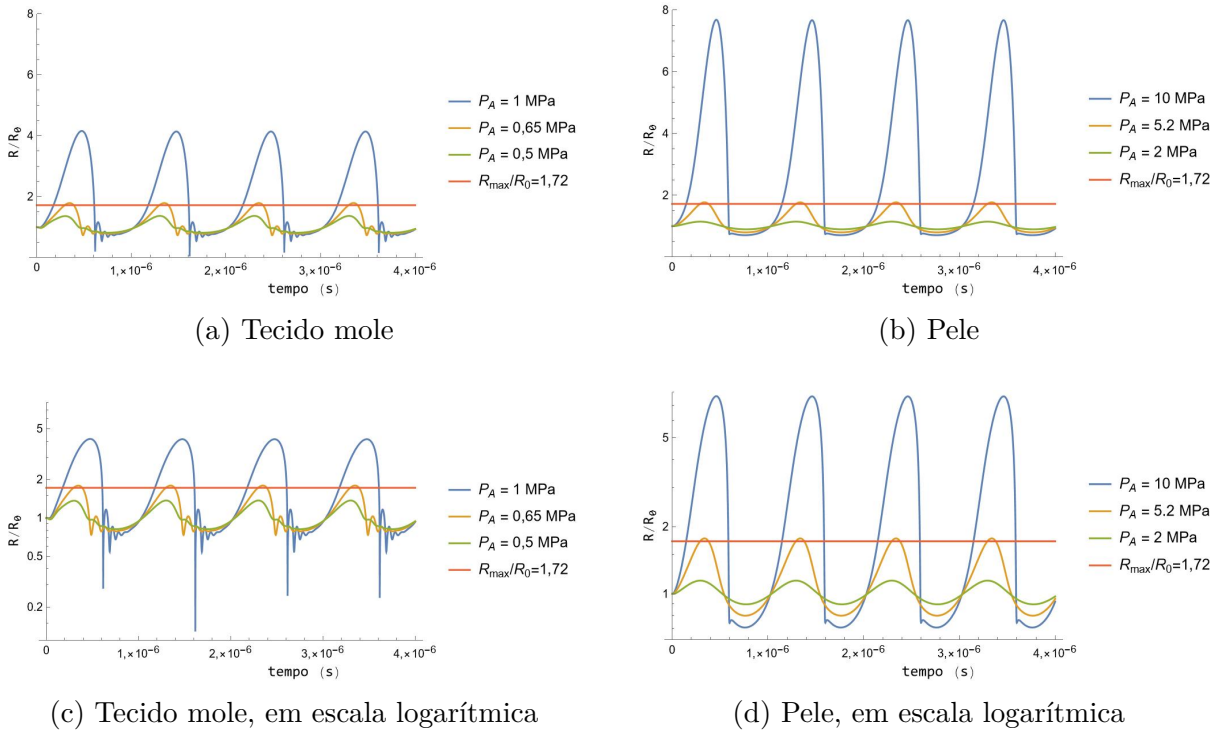 8
6
4
2
R/R₀
0
1,×10⁻⁶
2,×10⁻⁶
3,×10⁻⁶
4,×10⁻⁶
tempo (s)
P_A = 1 MPa
P_A = 0,65 MPa
P_A = 0,5 MPa
R_max/R₀=1,72
(a) Tecido mole
8
6
4
2
R/R₀
0
1,×10⁻⁶
2,×10⁻⁶
3,×10⁻⁶
4,×10⁻⁶
tempo (s)
P_A = 10 MPa
P_A = 5.2 MPa
P_A = 2 MPa
R_max/R₀=1,72
(b) Pele
5
2
1
0.5
0.2
R/R₀
0
1,×10⁻⁶
2,×10⁻⁶
3,×10⁻⁶
4,×10⁻⁶
tempo (s)
P_A = 1 MPa
P_A = 0,65 MPa
P_A = 0,5 MPa
R_max/R₀=1,72
(c) Tecido mole, em escala logarítmica
5
2
1
R/R₀
0
1,×10⁻⁶
2,×10⁻⁶
3,×10⁻⁶
4,×10⁻⁶
tempo (s)
P_A = 10 MPa
P_A = 5.2 MPa
P_A = 2 MPa
R_max/R₀=1,72
(d) Pele, em escala logarítmica